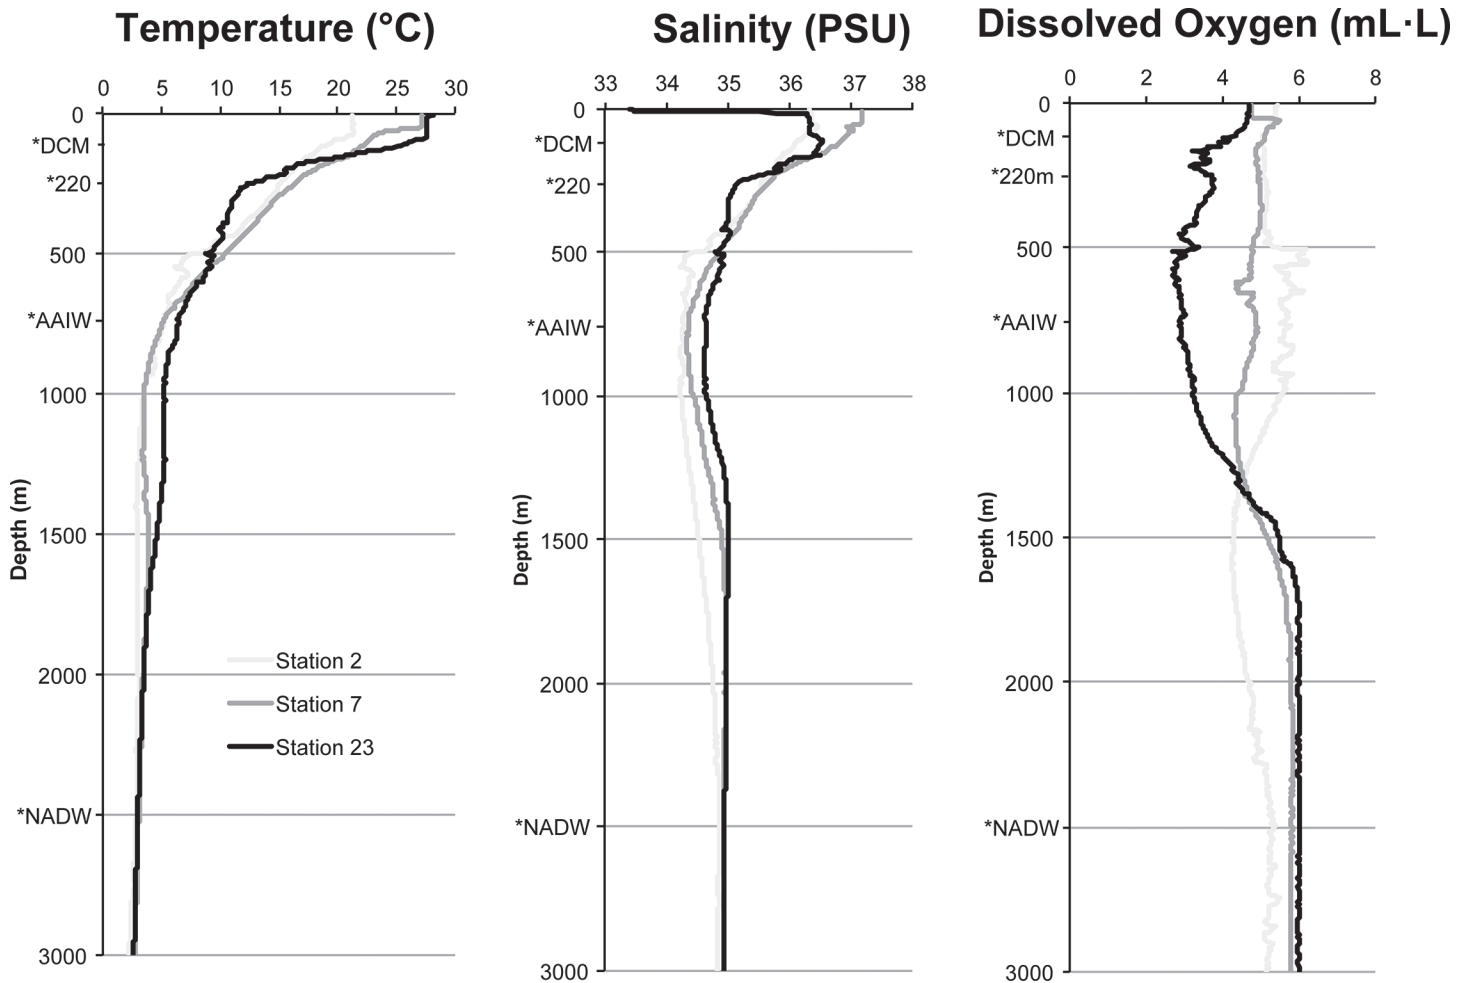 Temperature (°C)
0 5 10 15 20 25 30
0
*DCM
*220
500
*AAIW
1000
1500
2000
*NADW
3000
Depth (m)
Station 2
Station 7
Station 23
Salinity (PSU)
33 34 35 36 37 38
0
*DCM
*220
500
*AAIW
1000
1500
2000
*NADW
3000
Depth (m)
Dissolved Oxygen (mL·L)
0 2 4 6 8
0
*DCM
*220m
500
*AAIW
1000
1500
2000
*NADW
3000
Depth (m)